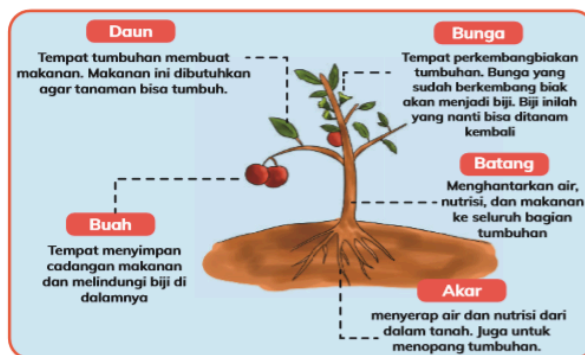 Daun
Tempat tumbuhan membuat
makanan. Makanan ini dibutuhkan
agar tanaman bisa tumbuh.
Bunga
Tempat perkembangbiakan
tumbuhan. Bunga yang
sudah berkembang biak
akan menjadi biji. Biji inilah
yang nanti bisa ditanam
kembali
Batang
Menghantarkan air,
nutrisi, dan makanan
ke seluruh bagian
tumbuhan
Buah
Tempat menyimpan
cadangan makanan
dan melindungi biji di
dalamnya
Akar
menyerap air dan nutrisi dari
dalam tanah. Juga untuk
menopang tumbuhan.